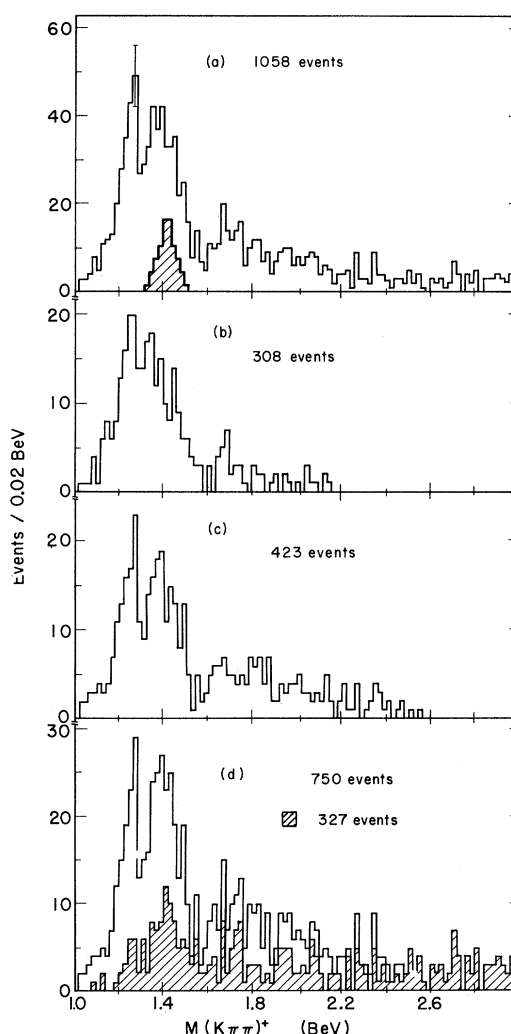 60
(a) 1058 events
40
20
0
20
(b)
308 events
10
0
Events / 0.02 BeV
(c)
20
423 events
10
0
30
(d) 750 events
20
327 events
10
0
1.0 1.4 1.8 2.2 2.6
M (Kππ)+ (BeV)